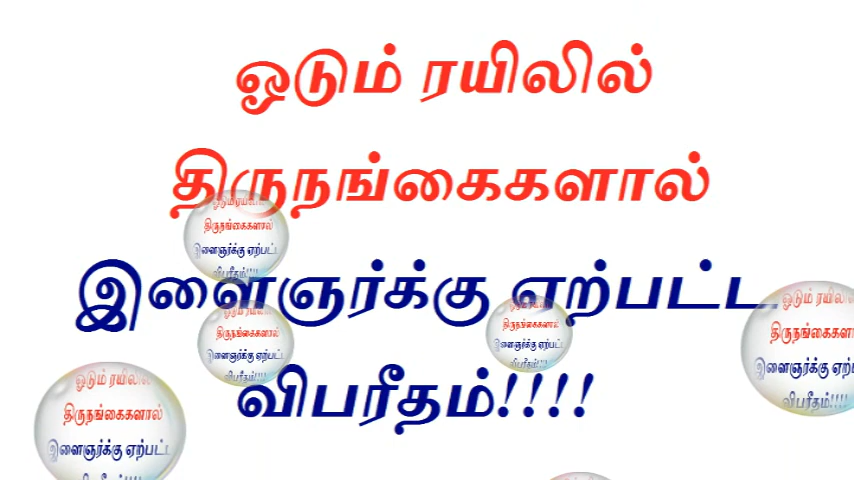 ஓடும் ரயிலில்
திருநங்கைகளால்
இளைஞர்க்கு ஏற்பட்ட
விபரீதம்!!!!